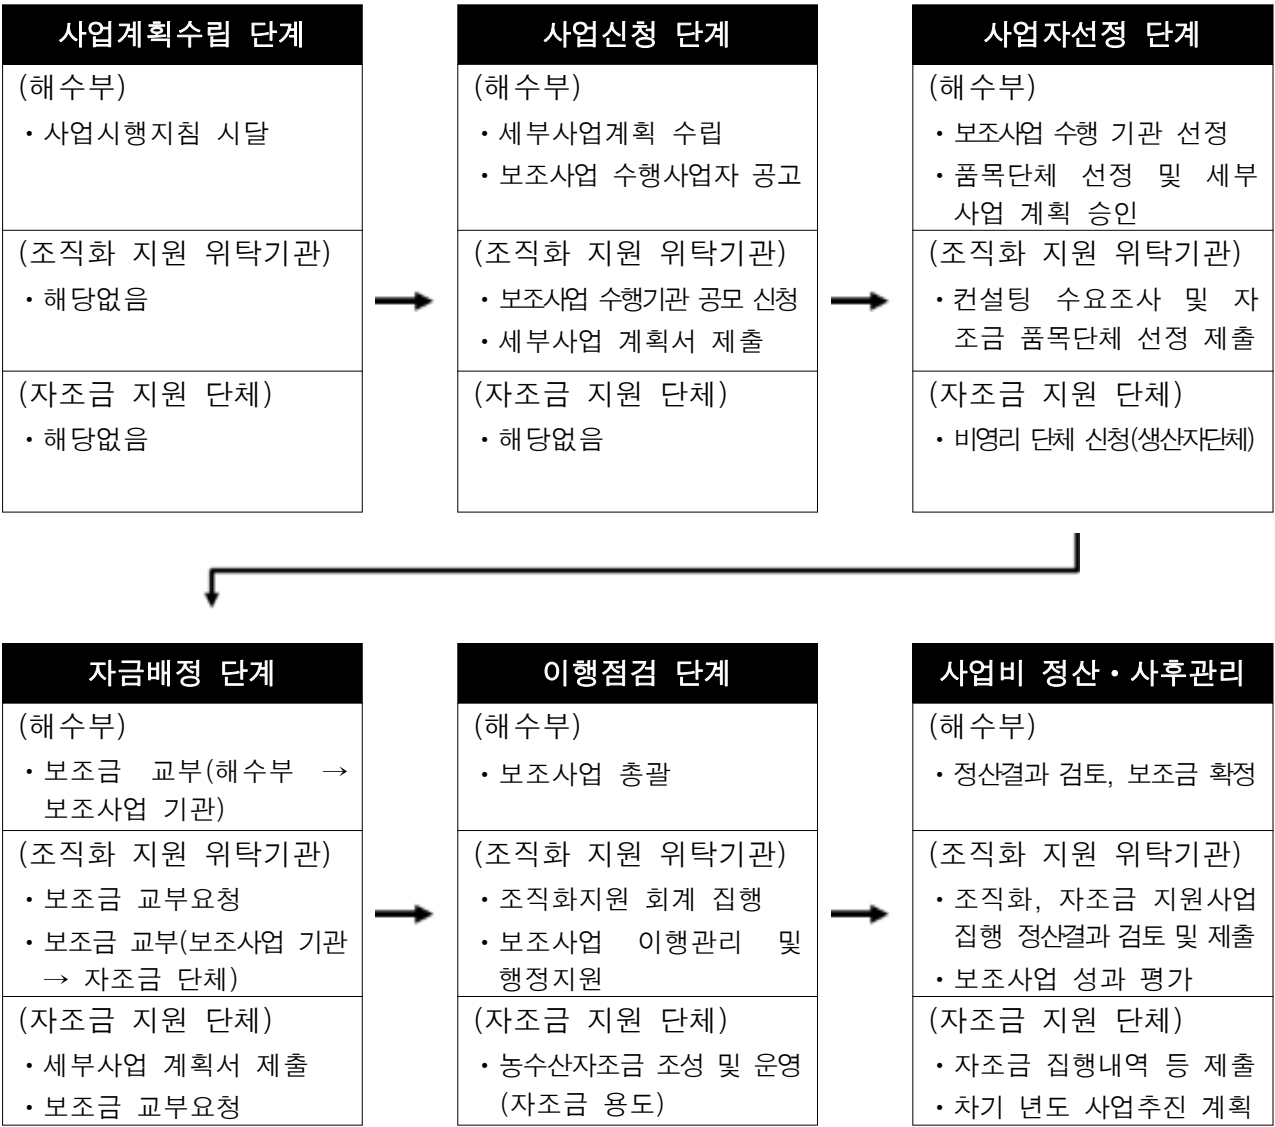 사업계획수립 단계
(해수부)
・사업시행지침 시달
(조직화 지원 위탁기관)
・해당없음
(자조금 지원 단체)
・해당없음
사업신청 단계
(해수부)
・세부사업계획 수립
・보조사업 수행사업자 공고
(조직화 지원 위탁기관)
・보조사업 수행기관 공모 신청
・세부사업 계획서 제출
(자조금 지원 단체)
・해당없음
사업자선정 단계
(해수부)
・보조사업 수행 기관 선정
・품목단체 선정 및 세부
사업 계획 승인
(조직화 지원 위탁기관)
・컨설팅 수요조사 및 자
조금 품목단체 선정 제출
(자조금 지원 단체)
・비영리 단체 신청(생산자단체)
자금배정 단계
(해수부)
・보조금 교부(해수부 →
보조사업 기관)
(조직화 지원 위탁기관)
・보조금 교부요청
・보조금 교부(보조사업 기관
→ 자조금 단체)
(자조금 지원 단체)
・세부사업 계획서 제출
・보조금 교부요청
이행점검 단계
(해수부)
・보조사업 총괄
(조직화 지원 위탁기관)
・조직화지원 회계 집행
・보조사업 이행관리 및
행정지원
(자조금 지원 단체)
・농수산자조금 조성 및 운영
(자조금 용도)
사업비 정산・사후관리
(해수부)
・정산결과 검토, 보조금 확정
(조직화 지원 위탁기관)
・조직화, 자조금 지원사업
집행 정산결과 검토 및 제출
・보조사업 성과 평가
(자조금 지원 단체)
・자조금 집행내역 등 제출
・차기 년도 사업추진 계획